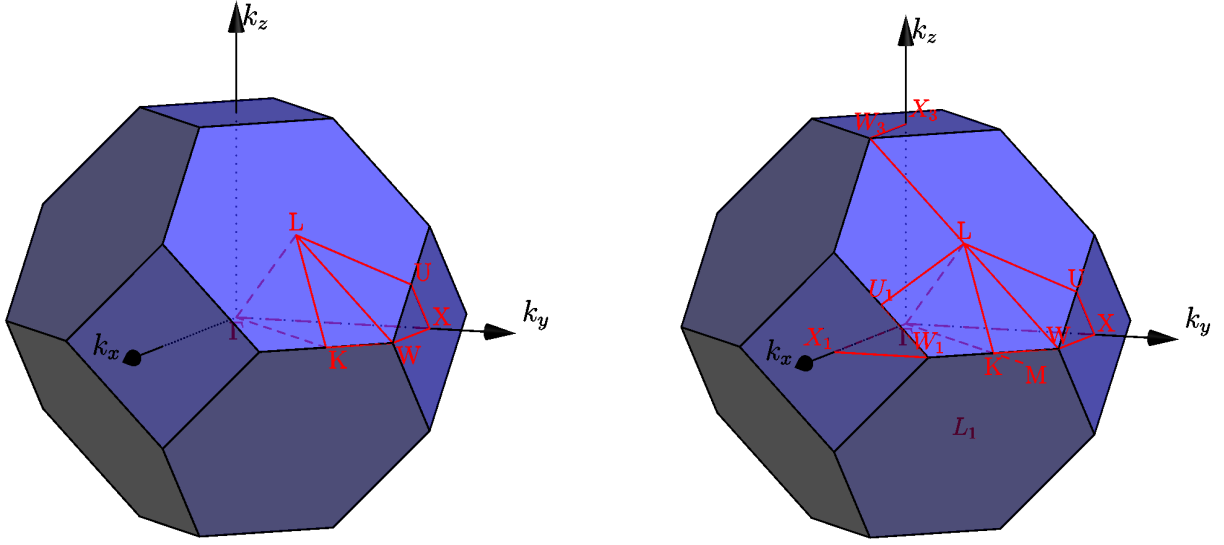 k_z
L
U
X
k_y
Γ
k_x
K
W
k_z
X_3
W_3
L
U
U_1
X
k_y
Γ
W
X_1
W_1
k_x
K
M
L_1